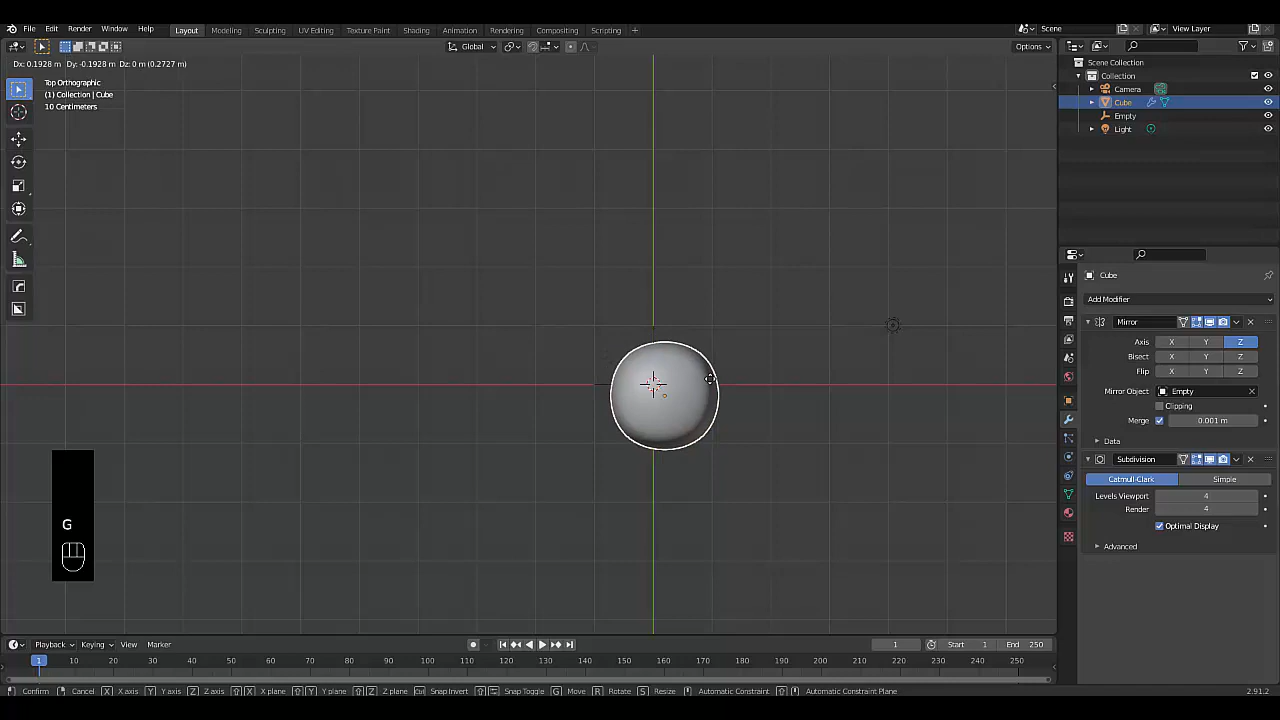 File Edit Render Window Help Layout Modeling Sculpting UV Editing Texture Paint Shading Animation Rendering Compositing Scripting + Scene View Layer
Global Options
Dx: 0.1928 m Dy: -0.1928 m Dz: 0 m (0.2727 m)
Top Orthographic
(1) Collection | Cube
10 Centimeters
Scene Collection
Collection
Camera
Cube
Empty
Light
Cube
Add Modifier
Mirror
Axis X Y Z
Bisect X Y Z
Flip X Y Z
Mirror Object Empty
Clipping
Merge 0.001 m
Data
Subdivision
Catmull-Clark Simple
Levels Viewport 4
Render 4
Optimal Display
Advanced
G
Playback Keying View Marker 1 Start 1 End 250
1 10 20 30 40 50 60 70 80 90 100 110 120 130 140 150 160 170 180 190 200 210 220 230 240 250
Confirm Cancel X X axis Y Y axis Z Z axis X X plane Y Y plane Z Z plane Snap Invert Snap Toggle G Move R Rotate S Resize Automatic Constraint Automatic Constraint Plane 2.91.2